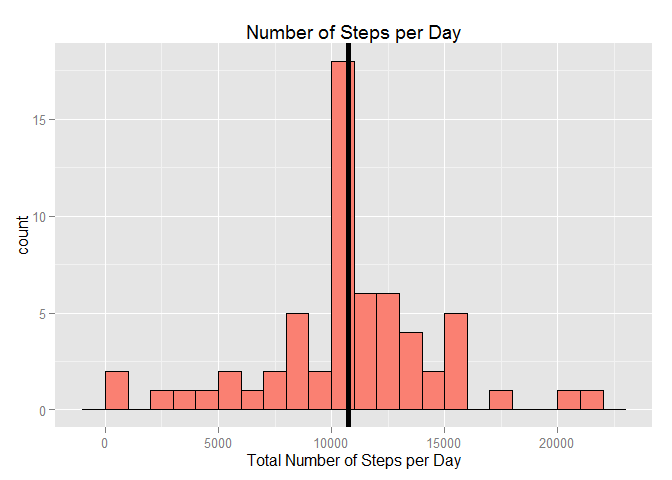 Number of Steps per Day
15
10
5
0
count
0 5000 10000 15000 20000
Total Number of Steps per Day